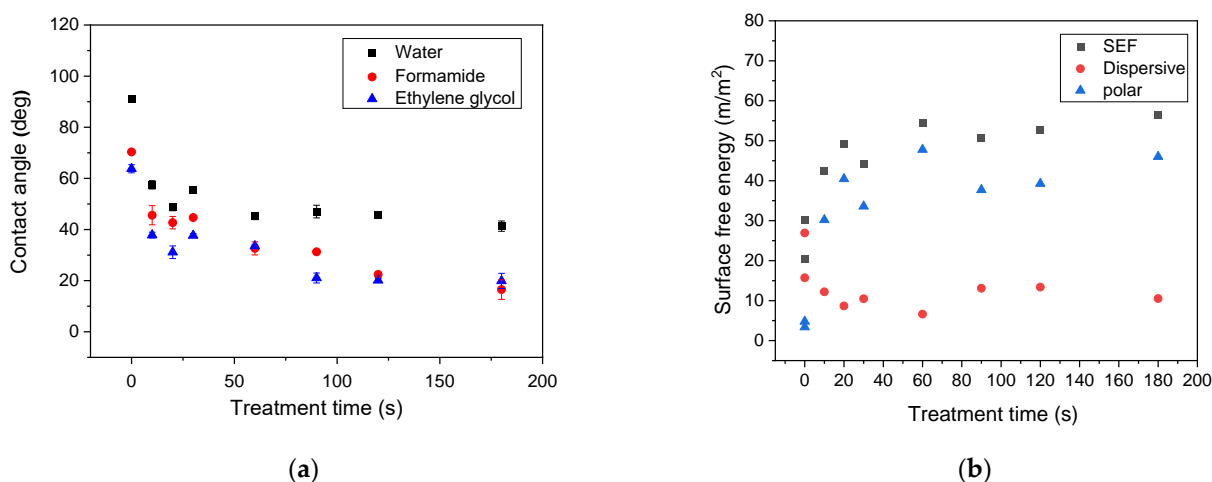 120
100
80
60
40
20
0
Contact angle (deg)
Water
Formamide
Ethylene glycol
0 50 100 150 200
Treatment time (s)
(a)
80
70
60
50
40
30
20
10
0
Surface free energy (m/m²)
SEF
Dispersive
polar
0 20 40 60 80 100 120 140 160 180 200
Treatment time (s)
(b)